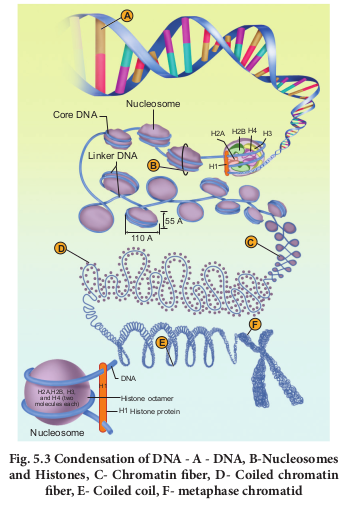 A
Nucleosome
Core DNA
H2A
H2B
H4
H3
H1
Linker DNA
B
55 A
110 A
D
C
F
E
H2A,H2B, H3,
and H4 (two
molecules each)
H1
DNA
Histone odamer
H1 Histone protein
Nucleosome
Fig. 5.3 Condensation of DNA - A - DNA, B-Nucleosomes
and Histones, C- Chromatin fiber, D- Coiled chromatin
fiber, E- Coiled coil, F- metaphase chromatid